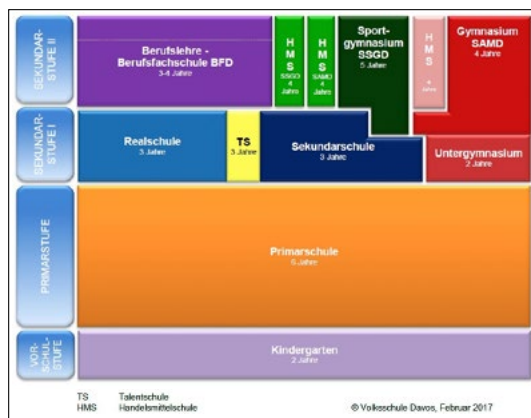 SEKUNDAR-
STUFE II
Berufslehre -
Berufsfachschule BFD
3-4 Jahre
H
M
S
SSGD
4
Jahre
H
M
S
SAMD
4
Jahre
Sport-
gymnasium
SSGD
5 Jahre
H
M
S
Jahre
Gymnasium
SAMD
4 Jahre
SEKUNDAR-
STUFE I
Realschule
3 Jahre
TS
3 Jahre
Sekundarschule
3 Jahre
Untergymnasium
2 Jahre
PRIMARSTUFE
Primarschule
6 Jahre
VOR-
SCHUL-
STUFE
Kindergarten
2 Jahre
TS Talentschule
HMS Handelsmittelschule
© Volksschule Davos, Februar 2017